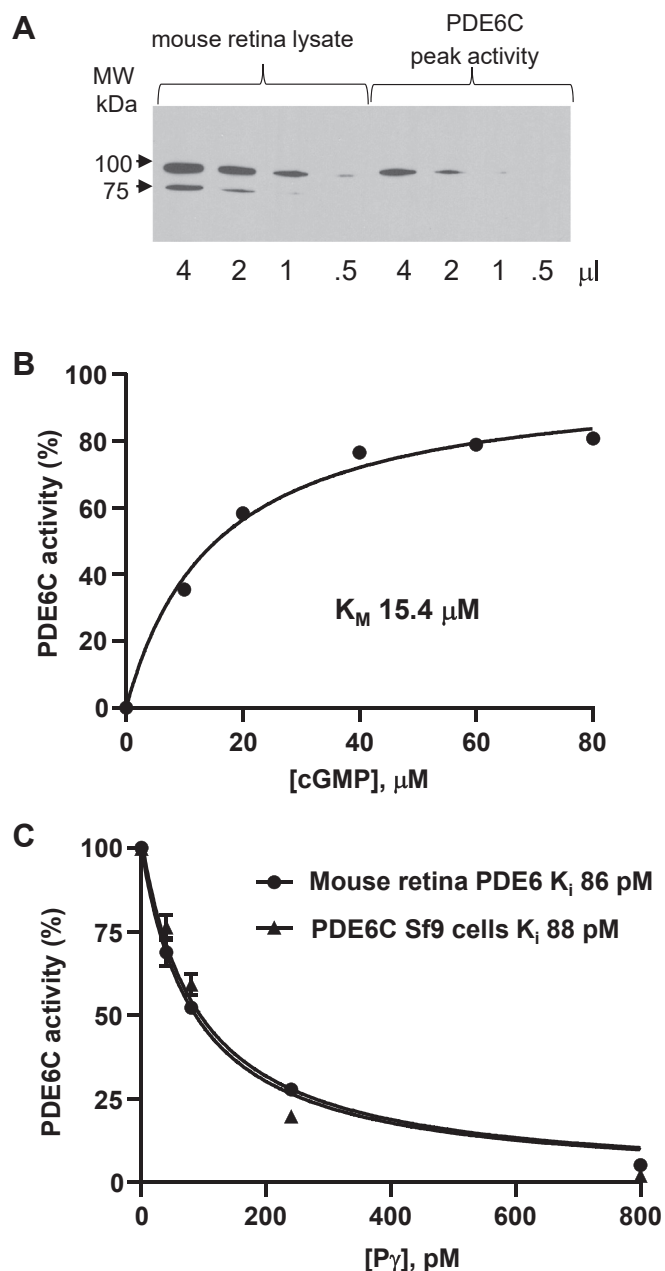 A
mouse retina lysate
PDE6C
peak activity
MW
kDa
100
75
4 2 1 .5 4 2 1 .5 μl
B
PDE6C activity (%)
100
80
60
40
20
0
K_M 15.4 μM
0 20 40 60 80
[cGMP], μM
C
PDE6C activity (%)
100
75
50
25
0
Mouse retina PDE6 K_i 86 pM
PDE6C Sf9 cells K_i 88 pM
0 200 400 600 800
[Pγ], pM